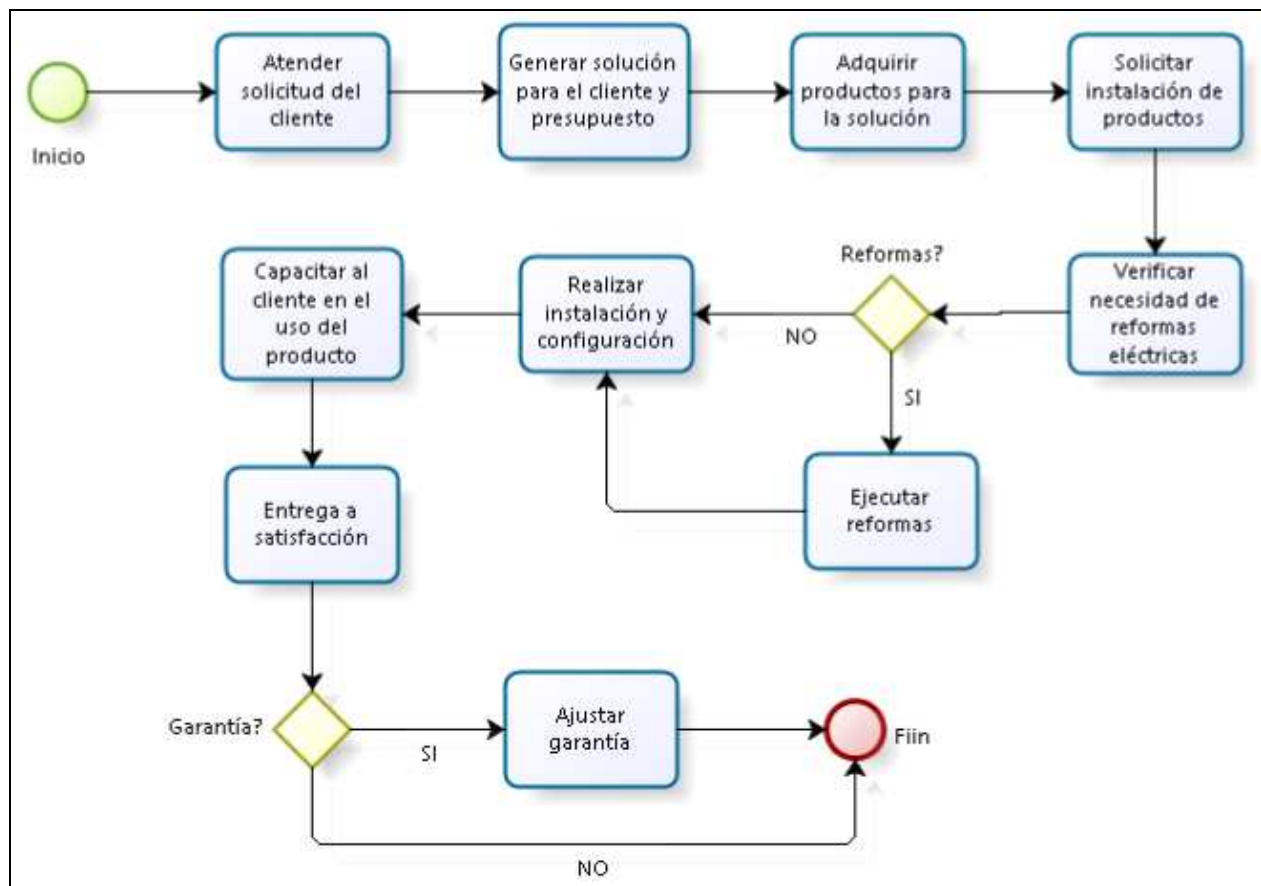 Inicio
Atender
solicitud del
cliente
Generar solución
para el cliente y
presupuesto
Adquirir
productos para
la solución
Solicitar
instalación de
productos
Verificar
necesidad de
reformas
eléctricas
Reformas?
NO
SI
Ejecutar
reformas
Realizar
instalación y
configuración
Capacitar al
cliente en el
uso del
producto
Entrega a
satisfacción
Garantía?
SI
Ajustar
garantía
NO
Fiin